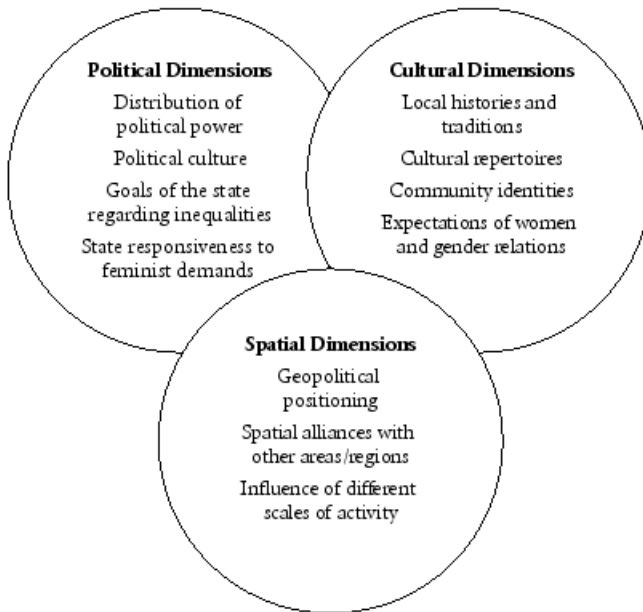 Political Dimensions
Distribution of
political power
Political culture
Goals of the state
regarding inequalities
State responsiveness to
feminist demands
Cultural Dimensions
Local histories and
traditions
Cultural repertoires
Community identities
Expectations of women
and gender relations
Spatial Dimensions
Geopolitical
positioning
Spatial alliances with
other areas/regions
Influence of different
scales of activity